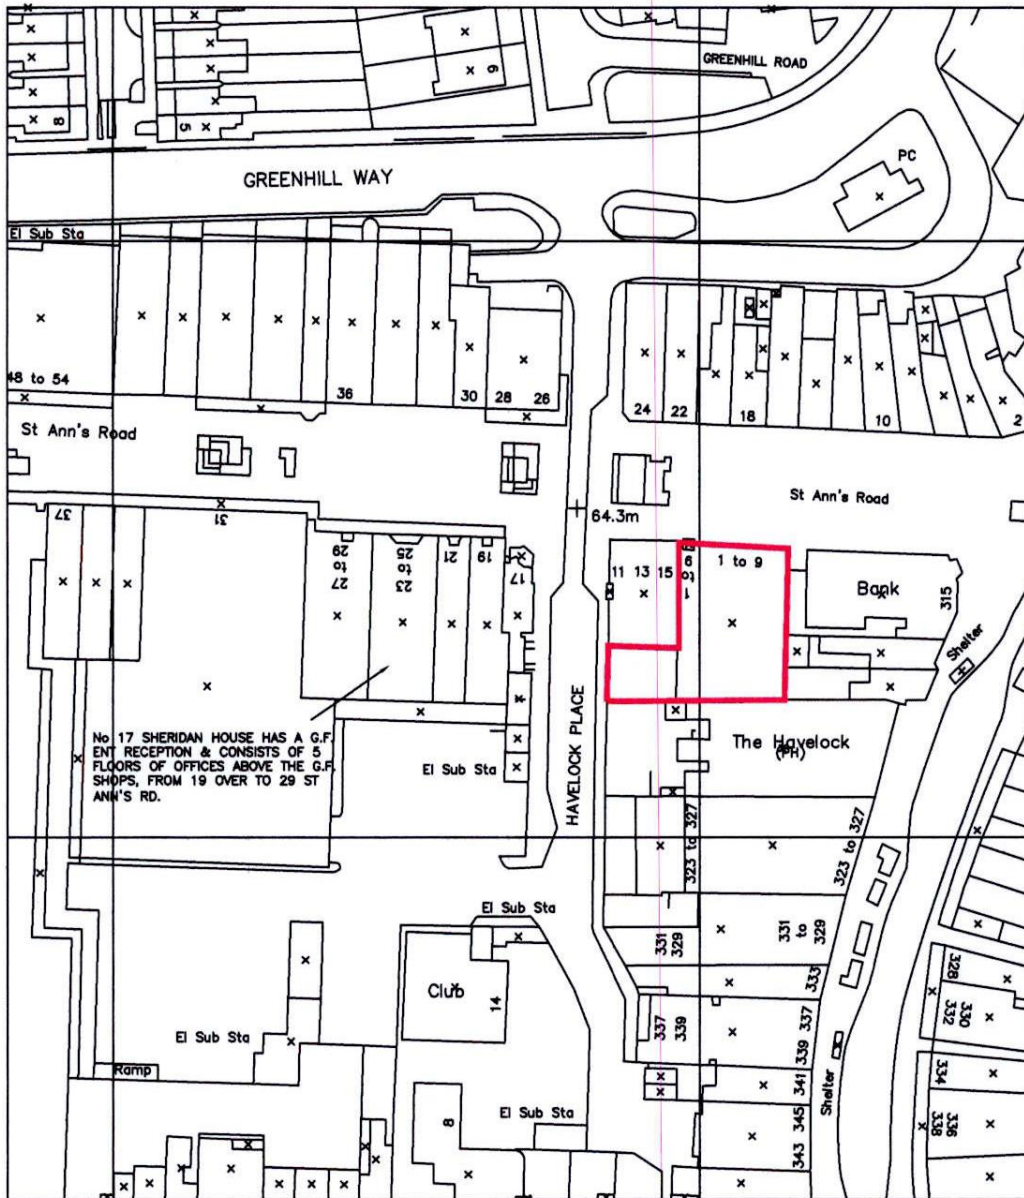 GREENHILL ROAD
6
8
5
PC
GREENHILL WAY
El Sub Sta
48 to 54
36
30
28
26
24
22
18
10
2
St Ann's Road
St Ann's Road
64.3m
37
31
29
to
27
25
to
23
21
19
17
11
13
15
9
to
1
1 to 9
Bank
315
Shelter
No 17 SHERIDAN HOUSE HAS A G.F.
ENT RECEPTION & CONSISTS OF 5
FLOORS OF OFFICES ABOVE THE G.F.
SHOPS, FROM 19 OVER TO 29 ST
ANN'S RD.
El Sub Sta
HAVELOCK PLACE
The Havelock
(PH)
323 to 327
323 to 327
El Sub Sta
331
329
331
to
329
333
Club
14
337
339
337
339
328
330
332
El Sub Sta
Ramp
341
Shelter
334
El Sub Sta
8
345
343
336
338